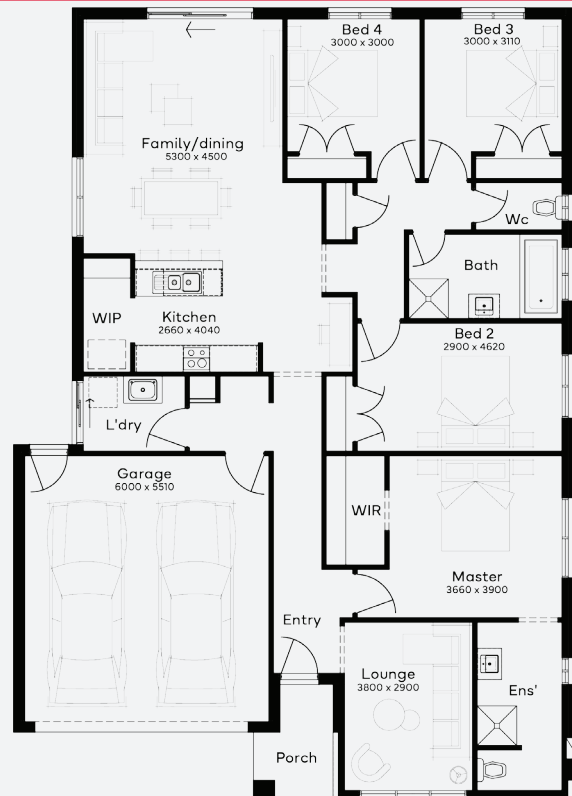 Bed 4
3000 x 3000
Bed 3
3000 x 3110
Family/dining
5300 x 4500
Wc
Bath
WIP
Kitchen
2660 x 4040
Bed 2
2900 x 4620
L'dry
Garage
6000 x 5510
WIR
Master
3660 x 3900
Entry
Lounge
3800 x 2900
Ens'
Porch